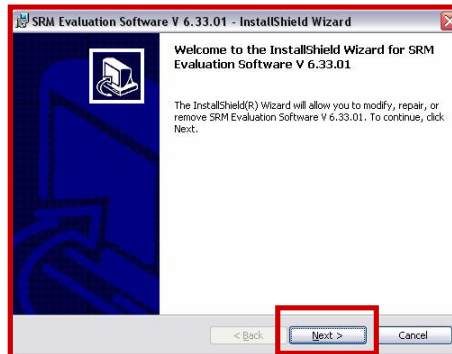 SRM Evaluation Software V 6.33.01 - InstallShield Wizard
Welcome to the InstallShield Wizard for SRM
Evaluation Software V 6.33.01
The InstallShield(R) Wizard will allow you to modify, repair, or
remove SRM Evaluation Software V 6.33.01. To continue, click
Next.
< Back
Next >
Cancel